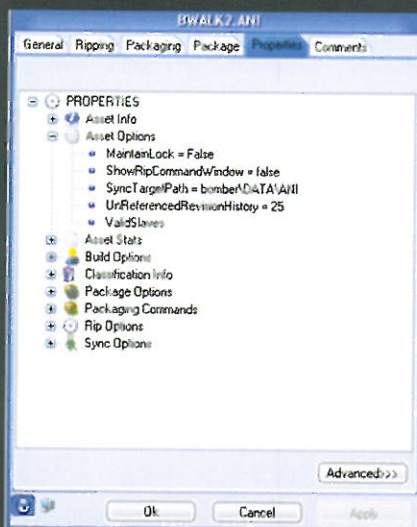 BWALK2.ANI
General Ripping Packaging Package Properties Comments
PROPERTIES
Asset Info
Asset Options
MaintainLock = False
ShowRipCommandWindow = false
SyncTargetPath = bomber\DATA\ANI
UnReferencedRevisionHistory = 25
ValidSlaves
Asset Stats
Build Options
Classification Info
Package Options
Packaging Commands
Rip Options
Sync Options
Advanced>>>
Ok Cancel Apply